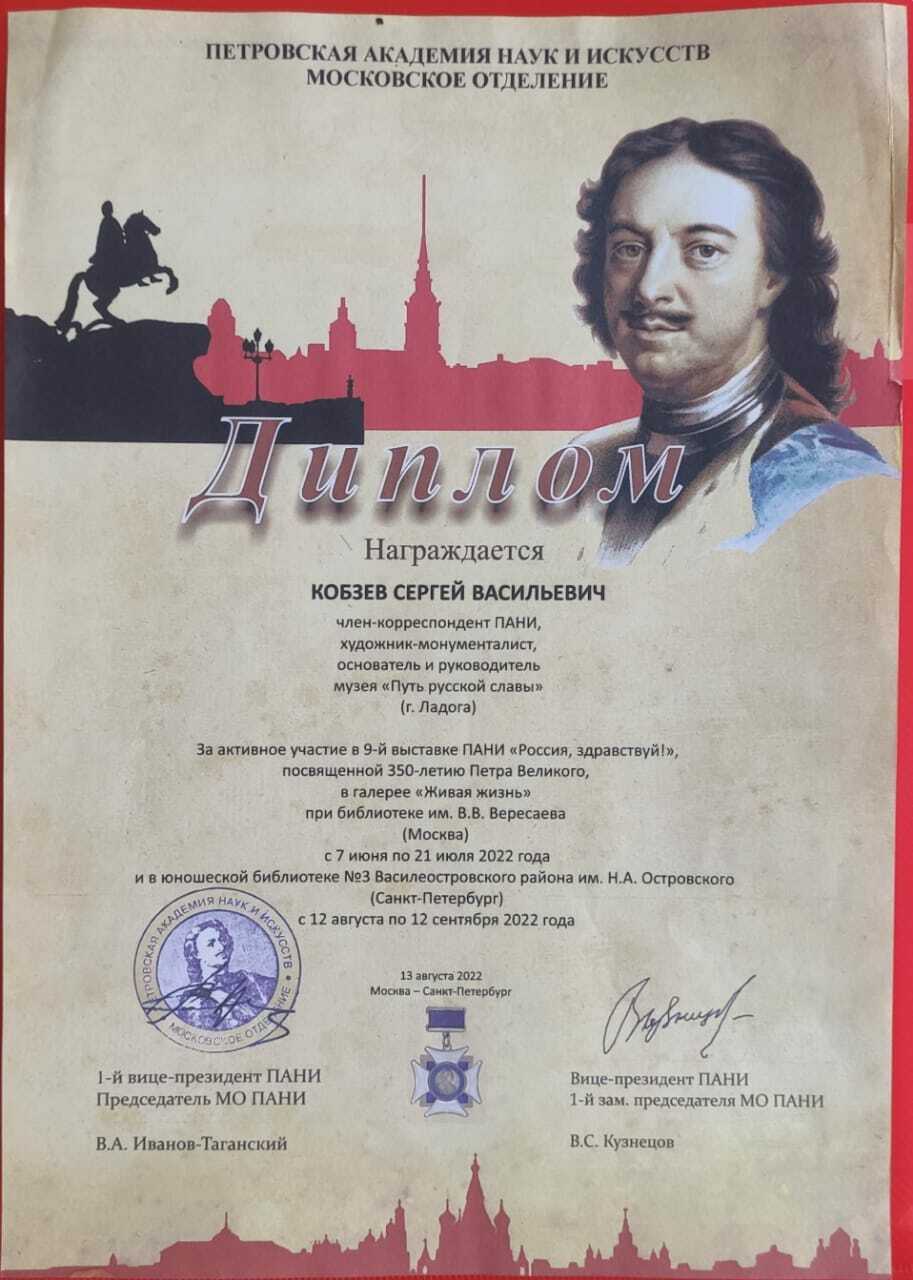 ПЕТРОВСКАЯ АКАДЕМИЯ НАУК И ИСКУССТВ
МОСКОВСКОЕ ОТДЕЛЕНИЕ
Диплом
Награждается
КОБЗЕВ СЕРГЕЙ ВАСИЛЬЕВИЧ
член-корреспондент ПАНИ,
художник-монументалист,
основатель и руководитель
музея «Путь русской славы»
(г. Ладога)
За активное участие в 9-й выставке ПАНИ «Россия, здравствуй!»,
посвященной 350-летию Петра Великого,
в галерее «Живая жизнь»
при библиотеке им. В.В. Вересаева
(Москва)
с 7 июня по 21 июля 2022 года
и в юношеской библиотеке №3 Василеостровского района им. Н.А. Островского
(Санкт-Петербург)
с 12 августа по 12 сентября 2022 года
ПЕТРОВСКАЯ АКАДЕМИЯ НАУК И ИСКУССТВ
МОСКОВСКОЕ ОТДЕЛЕНИЕ
13 августа 2022
Москва – Санкт-Петербург
1-й вице-президент ПАНИ
Председатель МО ПАНИ
В.А. Иванов-Таганский
Вице-президент ПАНИ
1-й зам. председателя МО ПАНИ
В.С. Кузнецов